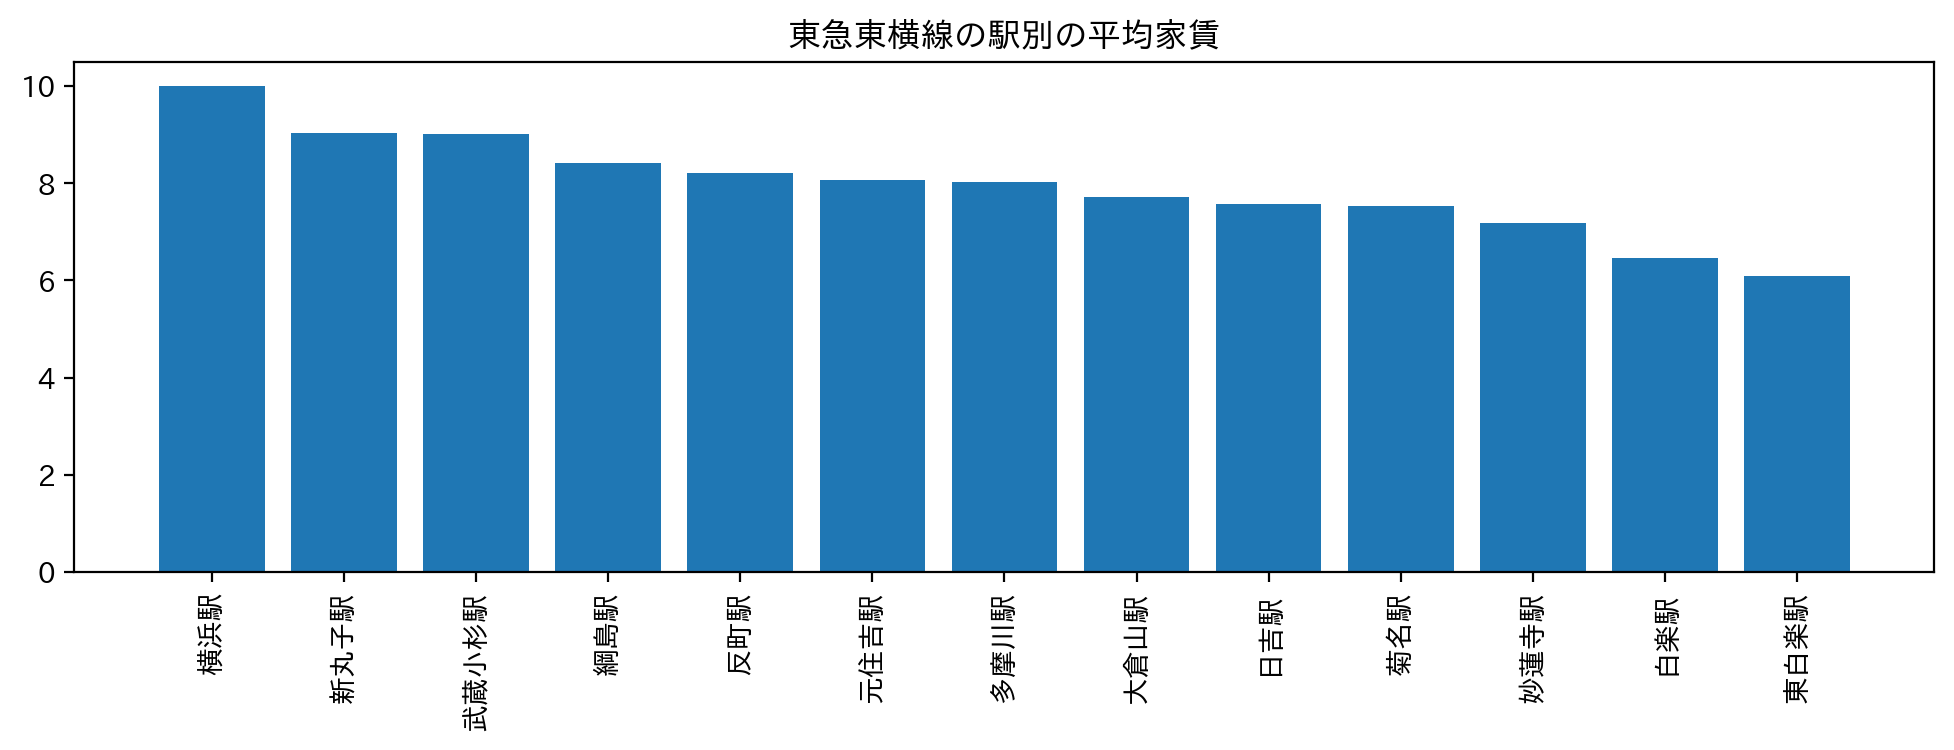 東急東横線の駅別の平均家賃
10
8
6
4
2
0
横浜駅
新丸子駅
武蔵小杉駅
綱島駅
反町駅
元住吉駅
多摩川駅
大倉山駅
日吉駅
菊名駅
妙蓮寺駅
白楽駅
東白楽駅